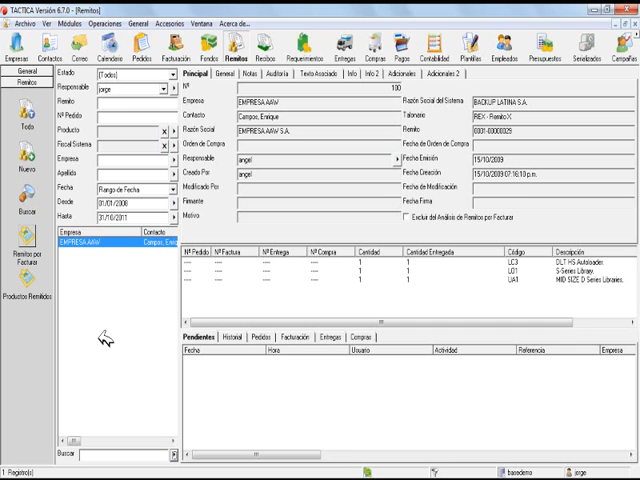 TACTICA Versión 6.7.0 - [Remitos]
Archivo Ver Módulos Operaciones General Accesorios Ventana Acerca de...
Empresas Contactos Correo Calendario Pedidos Facturación Fondos Remitos Recibos Requerimientos Entregas Compras Pagos Contabilidad Plantillas Empleados Presupuestos Serializados Campañas
General
Remitos
Todo
Nuevo
Buscar
Remitos por Facturar
Productos Remitidos
Estado [Todos]
Responsable jorge
Remito
Nº Pedido
Producto X
Fiscal Sistema X
Empresa
Apellido
Fecha Rango de Fecha
Desde 01/01/2008
Hasta 31/10/2011
Empresa Contacto
EMPRESA AAW Campos, Enriq
Buscar
Principal General Notas Auditoría Texto Asociado Info Info 2 Adicionales Adicionales 2
Nº 100
Empresa EMPRESA AAW Razón Social del Sistema BACKUP LATINA S.A.
Contacto Campos, Enrique Talonario REX - Remito X
Razón Social EMPRESA AAW S.A. Remito 0001-00000029
Orden de Compra Fecha de Orden de Compra
Responsable angel Fecha Emisión 15/10/2009
Creado Por angel Fecha Creación 15/10/2009 07:16:10 p.m.
Modificado Por Fecha de Modificación
Firmante Fecha Firma
Motivo Excluir del Análisis de Remitos por Facturar
Nº Pedido Nº Factura Nº Entrega Nº Compra Cantidad Cantidad Entregada Código Descripción
---- ---- ---- ---- 1 1 LC3 DLT HS Autoloader.
---- ---- ---- ---- 1 1 LO1 S-Series Library.
---- ---- ---- ---- 1 1 UA1 MID SIZE D Series Libraries.
Pendientes Historial Pedidos Facturación Entregas Compras
Fecha Hora Usuario Actividad Referencia Empresa
1 Registro(s) basedemo jorge